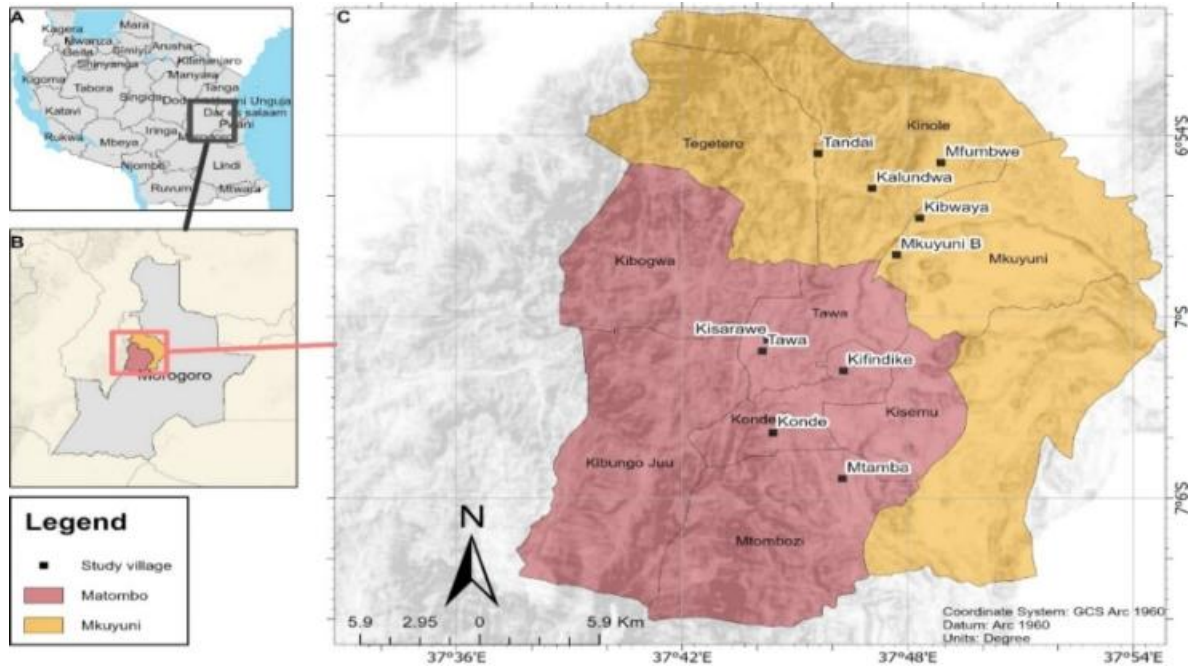 A
Kagera
Mara
Mwanza
Geita
Simiyu
Arusha
Shinyanga
Kilimanjaro
Kigoma
Manyara
Tabora
Tanga
Singida
Katavi
Unguja
Dar es salaam
Pwani
Rukwa
Iringa
Mbeya
Njombe
Lindi
Ruvuma
Mtwara
B
Morogoro
Legend
Study village
Matombo
Mkuyuni
C
Tegetero
Tandai
Kinole
Mfumbwe
Kalundwa
Kibwaya
Mkuyuni B
Mkuyuni
Kibogwa
Tawa
Kisarawe
Tawa
Kifindike
Kisemu
Konde
Konde
Kibungo Juu
Mtamba
Mtombozi
N
5.9 2.95 0 5.9 Km
Coordinate System: GCS Arc 1960
Datum: Arc 1960
Units: Degree
6°54'S
7°S
7°6'S
37°36'E 37°42'E 37°48'E 37°54'E